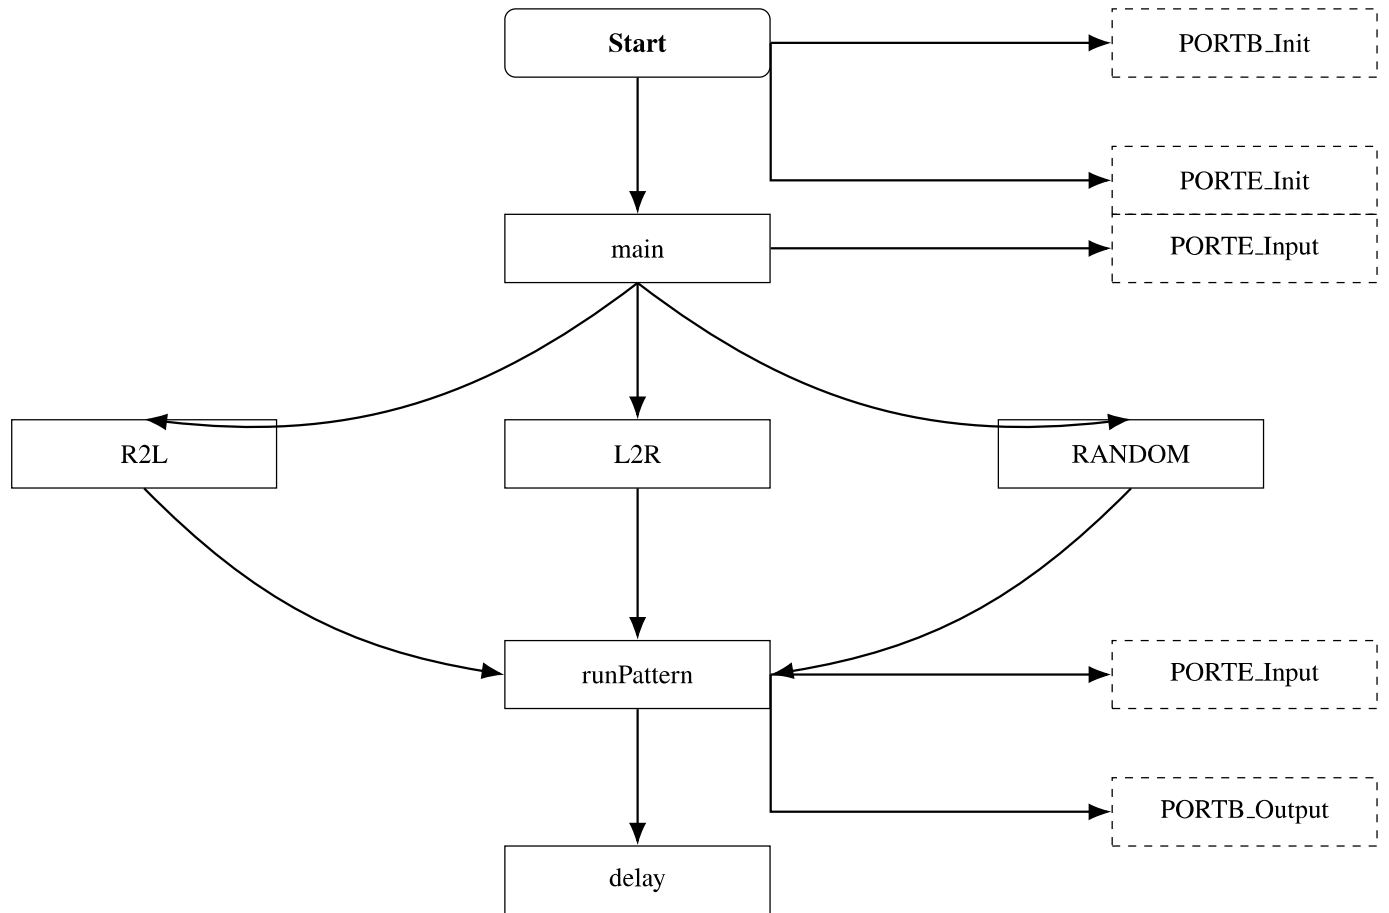 Start
PORTB_Init
PORTE_Init
main
PORTE_Input
R2L
L2R
RANDOM
runPattern
PORTE_Input
PORTB_Output
delay